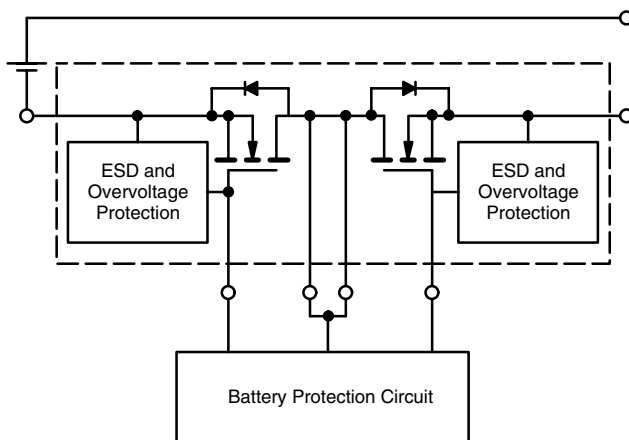 ESD and
Overvoltage
Protection
ESD and
Overvoltage
Protection
Battery Protection Circuit